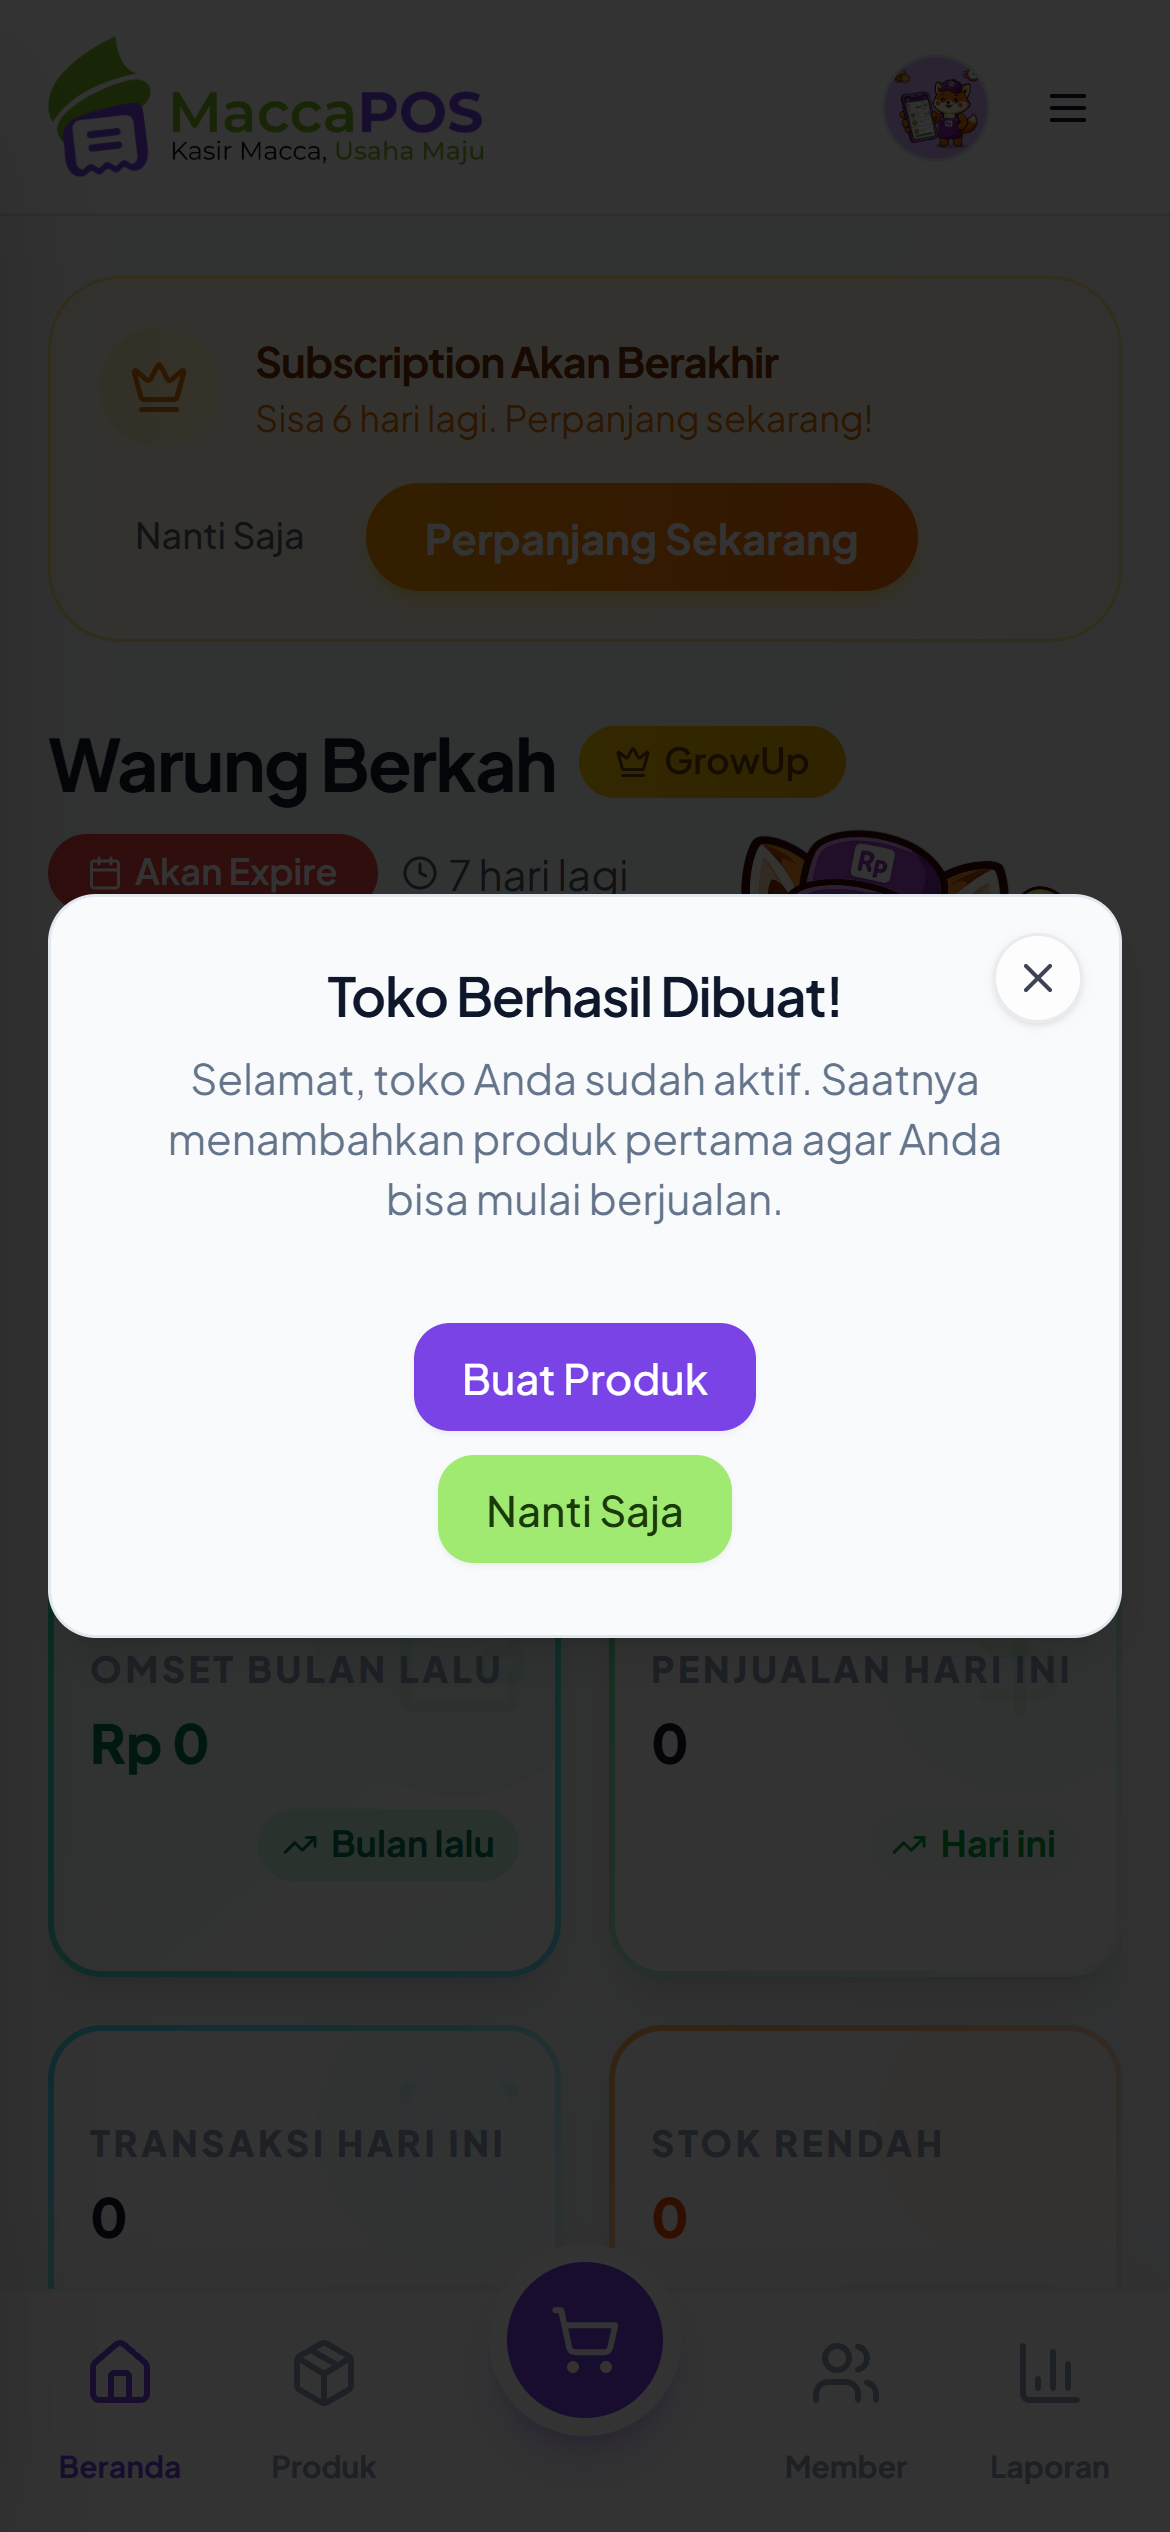 MaccaPOS
Kasir Macca, Usaha Maju
Subscription Akan Berakhir
Sisa 6 hari lagi. Perpanjang sekarang!
Nanti Saja
Perpanjang Sekarang
Warung Berkah
GrowUp
Akan Expire
7 hari lagi
Rp
Toko Berhasil Dibuat!
Selamat, toko Anda sudah aktif. Saatnya
menambahkan produk pertama agar Anda
bisa mulai berjualan.
Buat Produk
Nanti Saja
OMSET BULAN LALU
Rp 0
Bulan lalu
PENJUALAN HARI INI
0
Hari ini
TRANSAKSI HARI INI
0
STOK RENDAH
0
Beranda
Produk
Member
Laporan